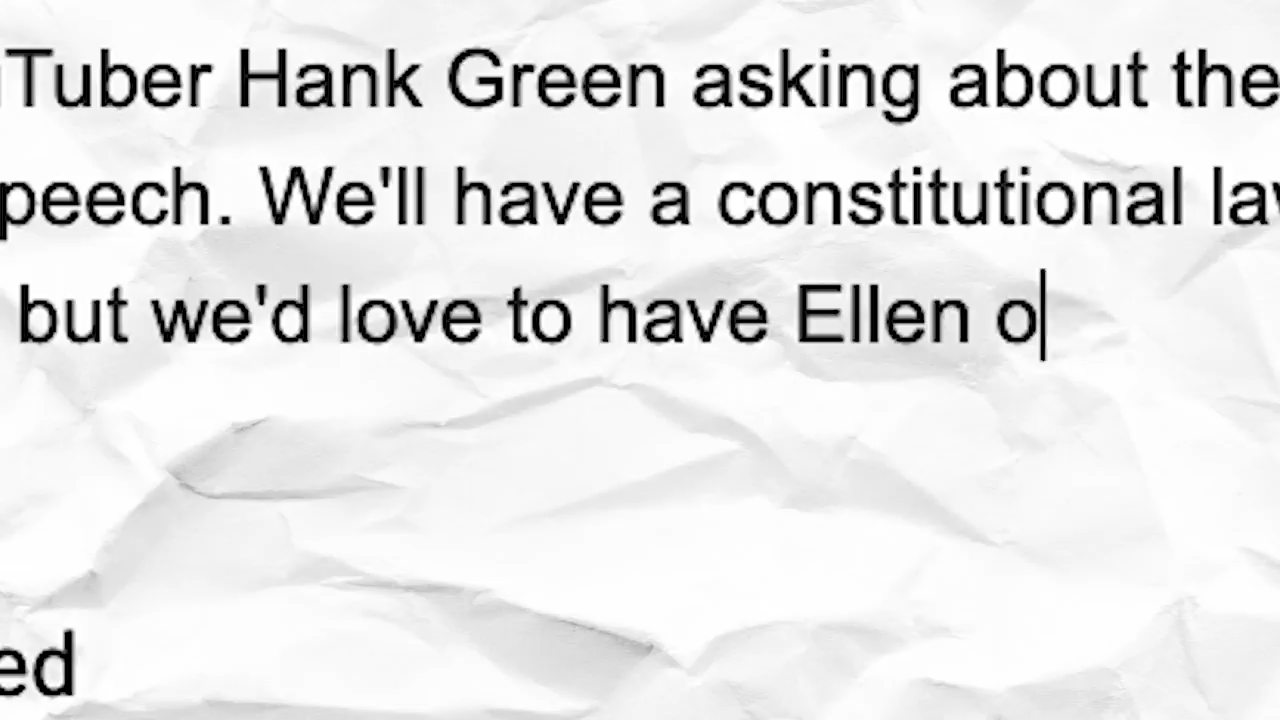 Tuber Hank Green asking about the
peech. We'll have a constitutional la
but we'd love to have Ellen o
ed